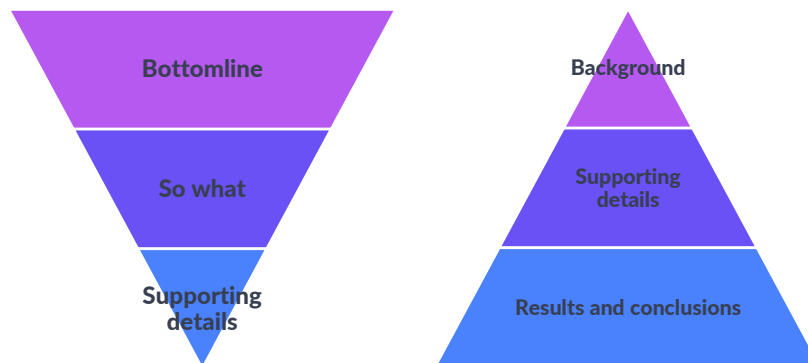 Bottomline
So what
Supporting
details
Background
Supporting
details
Results and conclusions